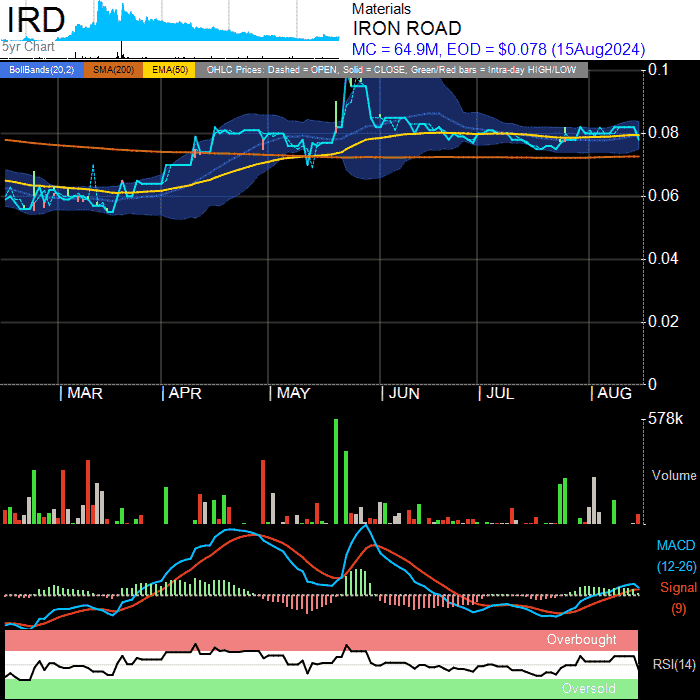 IRD
5yr Chart
Materials
IRON ROAD
MC = 64.9M, EOD = $0.078 (15Aug2024)
BollBands(20,2) SMA(200) EMA(50) OHLC Prices: Dashed = OPEN, Solid = CLOSE, Green/Red bars = Intra-day HIGH/LOW
0.1
0.08
0.06
0.04
0.02
0
MAR APR MAY JUN JUL AUG
578k
Volume
MACD
(12-26)
Signal
(9)
Overbought
RSI(14)
Oversold